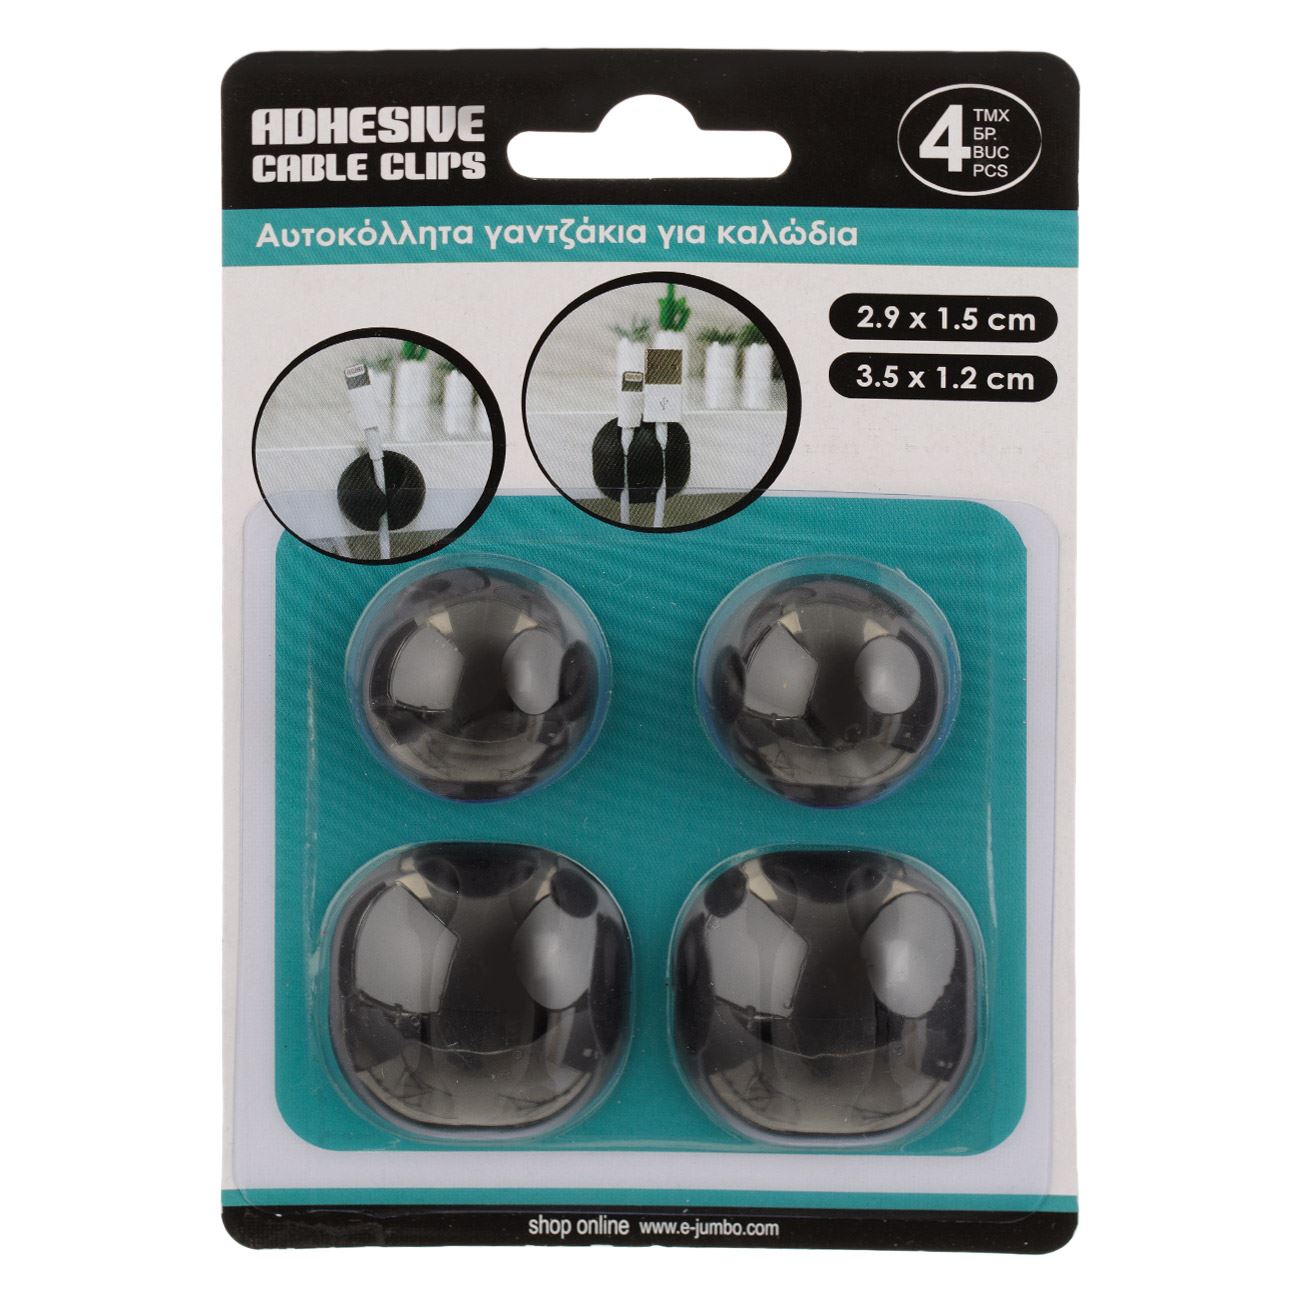 ADHESIVE
CABLE CLIPS
4
ΤΜΧ
БР.
BUC
PCS
Αυτοκόλλητα γαντζάκια για καλώδια
2.9 x 1.5 cm
3.5 x 1.2 cm
shop online www.e-jumbo.com